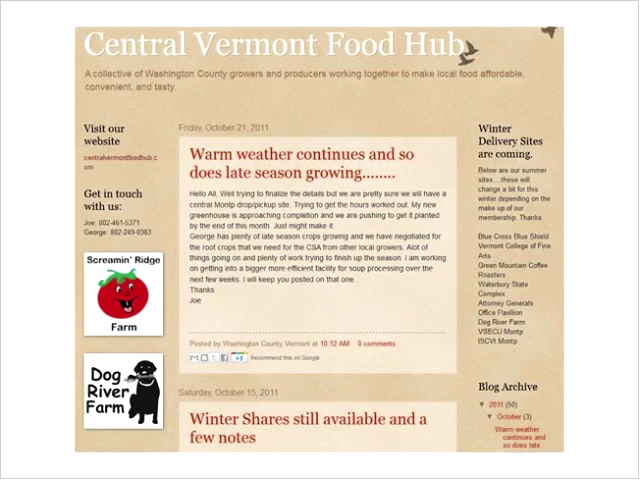 Central Vermont Food Hub
A collective of Washington County growers and producers working together to make local food affordable,
convenient, and tasty.
Visit our
website
centralvermontfoodhub.c
om
Get in touch
with us:
Joe: 802-461-5371
George: 802-249-0303
Screamin' Ridge
Farm
Dog
River
Farm
Friday, October 21, 2011
Warm weather continues and so
does late season growing........
Hello All, Well trying to finalize the details but we are pretty sure we will have a
central Montp drop/pickup site. Trying to get the hours worked out. My new
greenhouse is approaching completion and we are pushing to get it planted
by the end of this month. Just might make it
George has plenty of late season crops growing and we have negotiated for
the root crops that we need for the CSA from other local growers. Alot of
things going on and plenty of work trying to finish up the season. I am working
on getting into a bigger more efficient facility for soup processing over the
next few weeks. I will keep you posted on that one.
Thanks
Joe
Posted by Washington County Vermont at 10:12 AM 0 comments
+1 Recommend this on Google
Saturday, October 15, 2011
Winter Shares still available and a
few notes
Winter
Delivery Sites
are coming.
Below are our summer
sites....these will
change a bit for this
winter depending on the
make up of our
membership. Thanks
Blue Cross Blue Shield
Vermont College of Fine
Arts
Green Mountain Coffee
Roasters
Waterbury State
Complex
Attorney Generals
Office Pavillion
Dog River Farm
VSECU Montp
ISCVt Montp
Blog Archive
▼ 2011 (50)
▼ October (3)
Warm weather
continues and
so does late